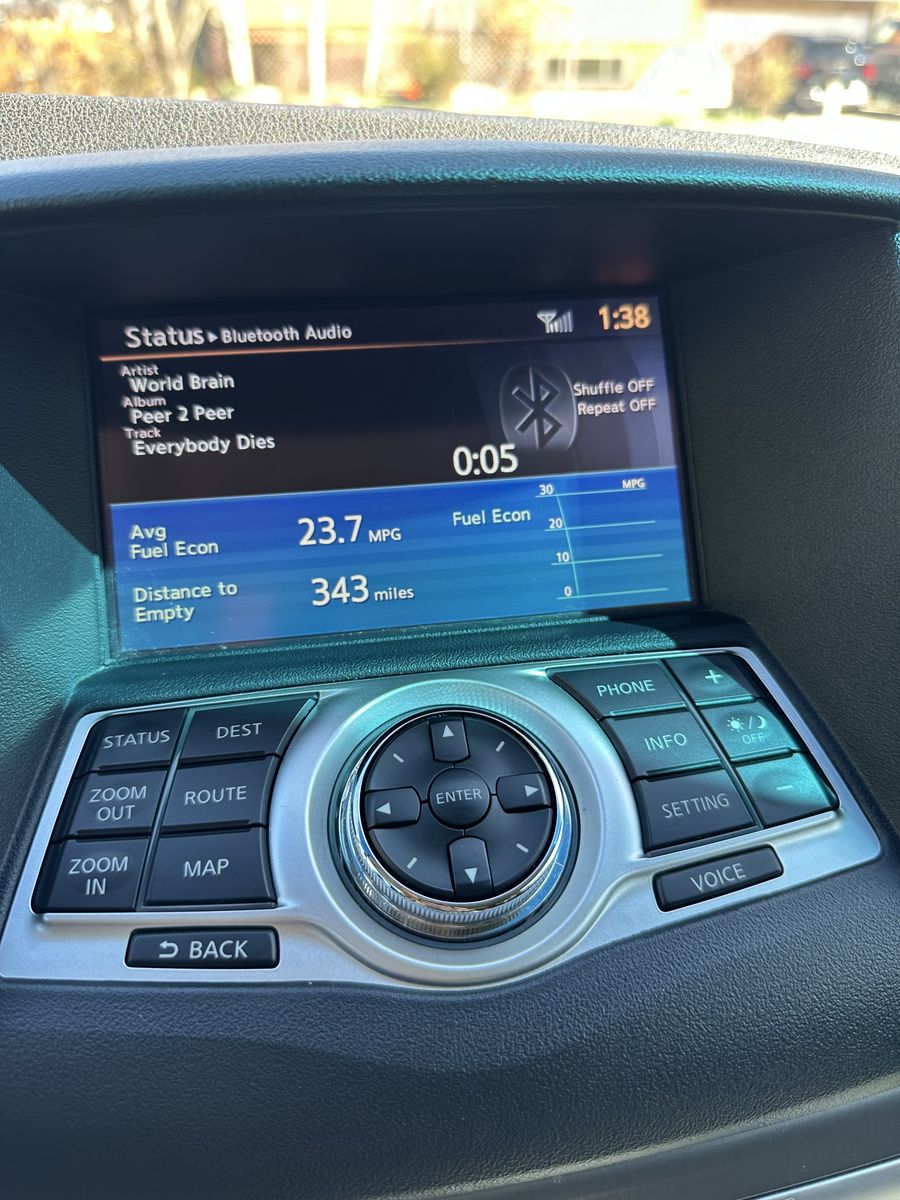 Status ▸ Bluetooth Audio 1:38
Artist
World Brain
Album
Peer 2 Peer
Track
Everybody Dies
Shuffle OFF
Repeat OFF
0:05
Avg
Fuel Econ
23.7 MPG
Distance to
Empty
343 miles
Fuel Econ
MPG
30
20
10
0
STATUS
DEST
ZOOM
OUT
ROUTE
ZOOM
IN
MAP
BACK
ENTER
PHONE
+
INFO
OFF
SETTING
-
VOICE